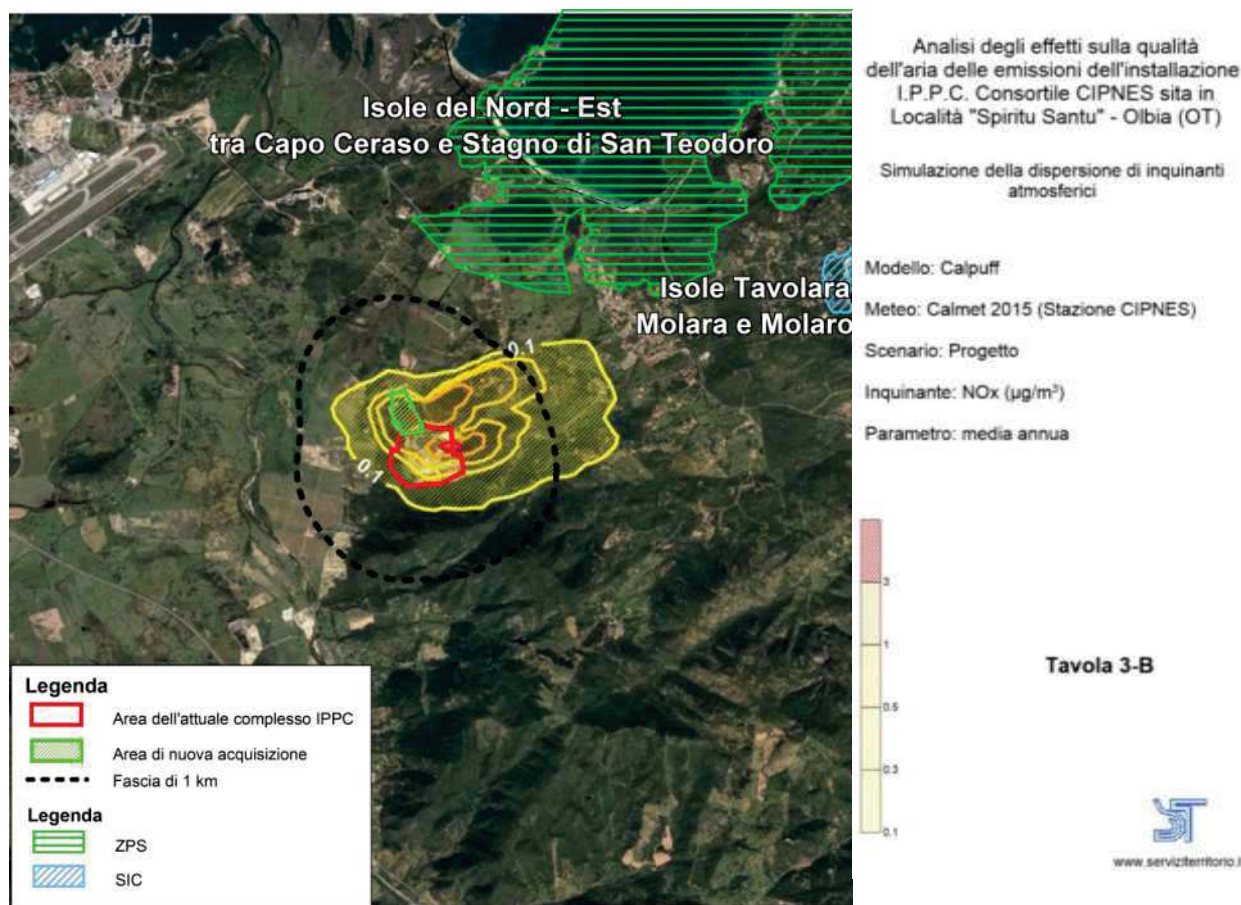 Isole del Nord - Est
tra Capo Ceraso e Stagno di San Teodoro
Isole Tavolara
Molara e Molaro
0.1
0.1
Legenda
Area dell'attuale complesso IPPC
Area di nuova acquisizione
Fascia di 1 km
Legenda
ZPS
SIC
Analisi degli effetti sulla qualità
dell'aria delle emissioni dell'installazione
I.P.P.C. Consortile CIPNES sita in
Località "Spiritu Santu" - Olbia (OT)
Simulazione della dispersione di inquinanti
atmosferici
Modello: Calpuff
Meteo: Calmet 2015 (Stazione CIPNES)
Scenario: Progetto
Inquinante: NOx (µg/m³)
Parametro: media annua
3
1
0.5
0.3
0.1
Tavola 3-B
ST
www.serviziterritorio.i